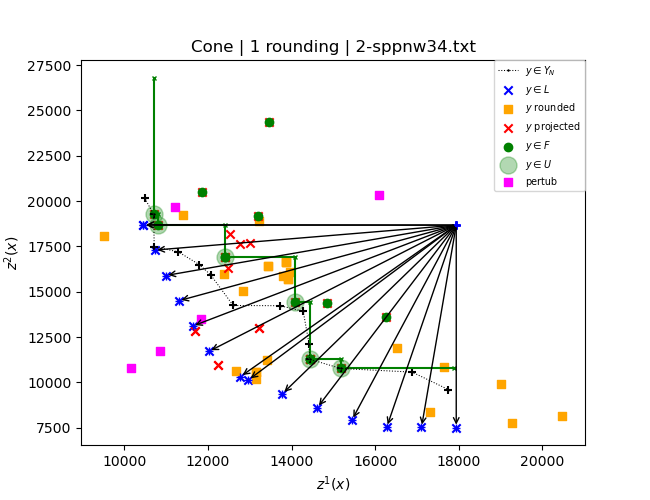 Cone | 1 rounding | 2-sppnw34.txt
27500
25000
22500
20000
17500
15000
12500
10000
7500
z²(x)
10000 12000 14000 16000 18000 20000
z¹(x)
y ∈ Y_N
y ∈ L
y rounded
y projected
y ∈ F
y ∈ U
pertub